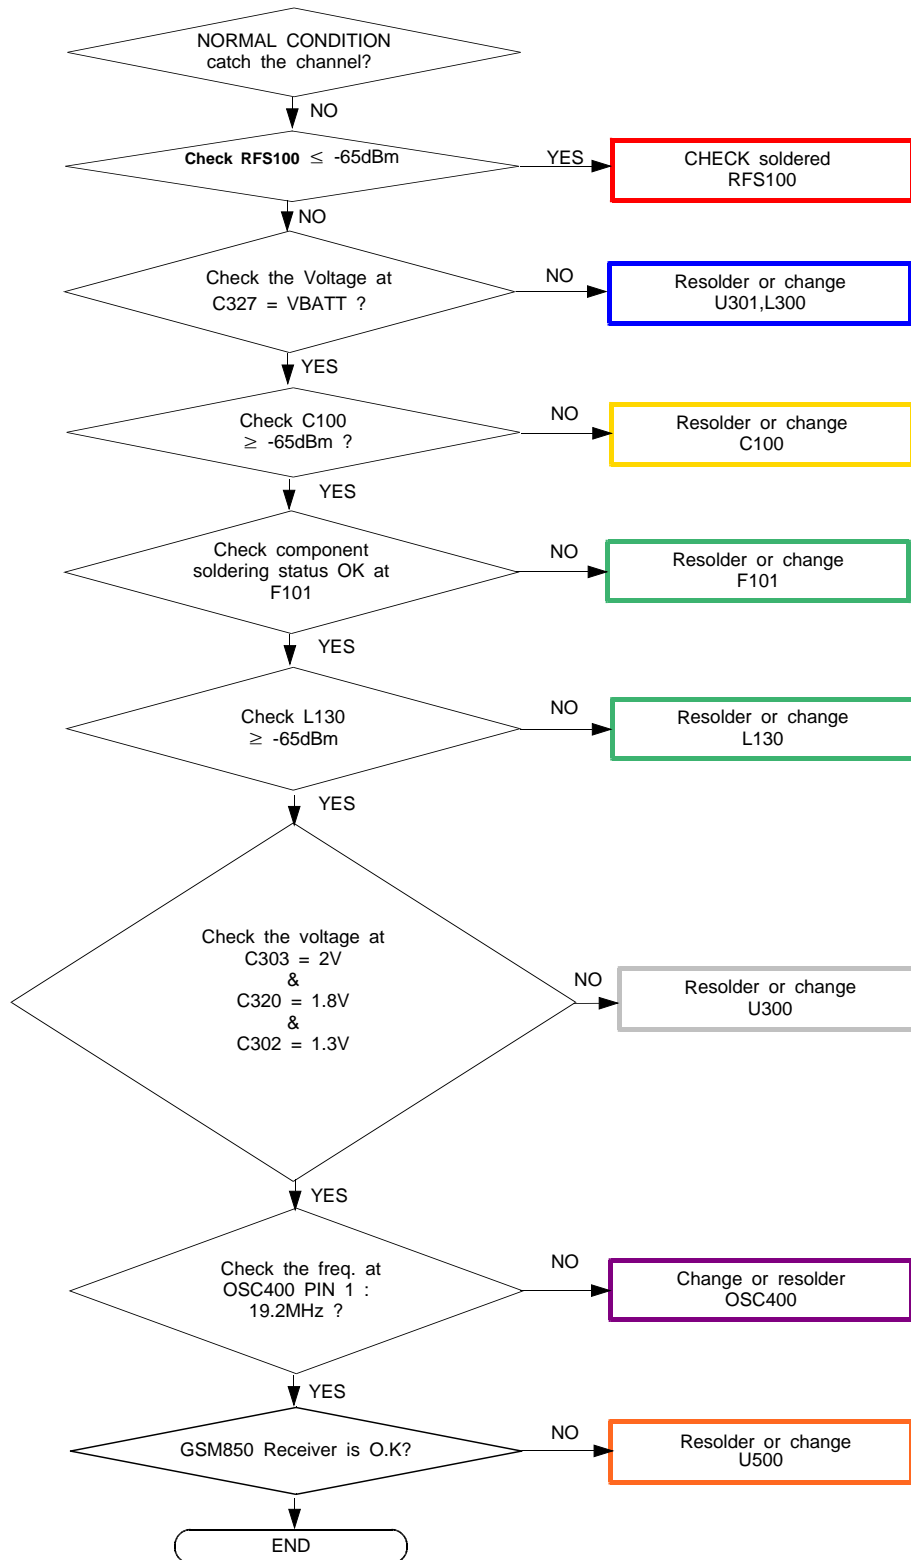 NORMAL CONDITION
catch the channel?
NO
Check RFS100 ≤ -65dBm
YES
CHECK soldered
RFS100
NO
Check the Voltage at
C327 = VBATT ?
NO
Resolder or change
U301,L300
YES
Check C100
≥ -65dBm ?
NO
Resolder or change
C100
YES
Check component
soldering status OK at
F101
NO
Resolder or change
F101
YES
Check L130
≥ -65dBm
NO
Resolder or change
L130
YES
Check the voltage at
C303 = 2V
&
C320 = 1.8V
&
C302 = 1.3V
NO
Resolder or change
U300
YES
Check the freq. at
OSC400 PIN 1 :
19.2MHz ?
NO
Change or resolder
OSC400
YES
GSM850 Receiver is O.K?
NO
Resolder or change
U500
END